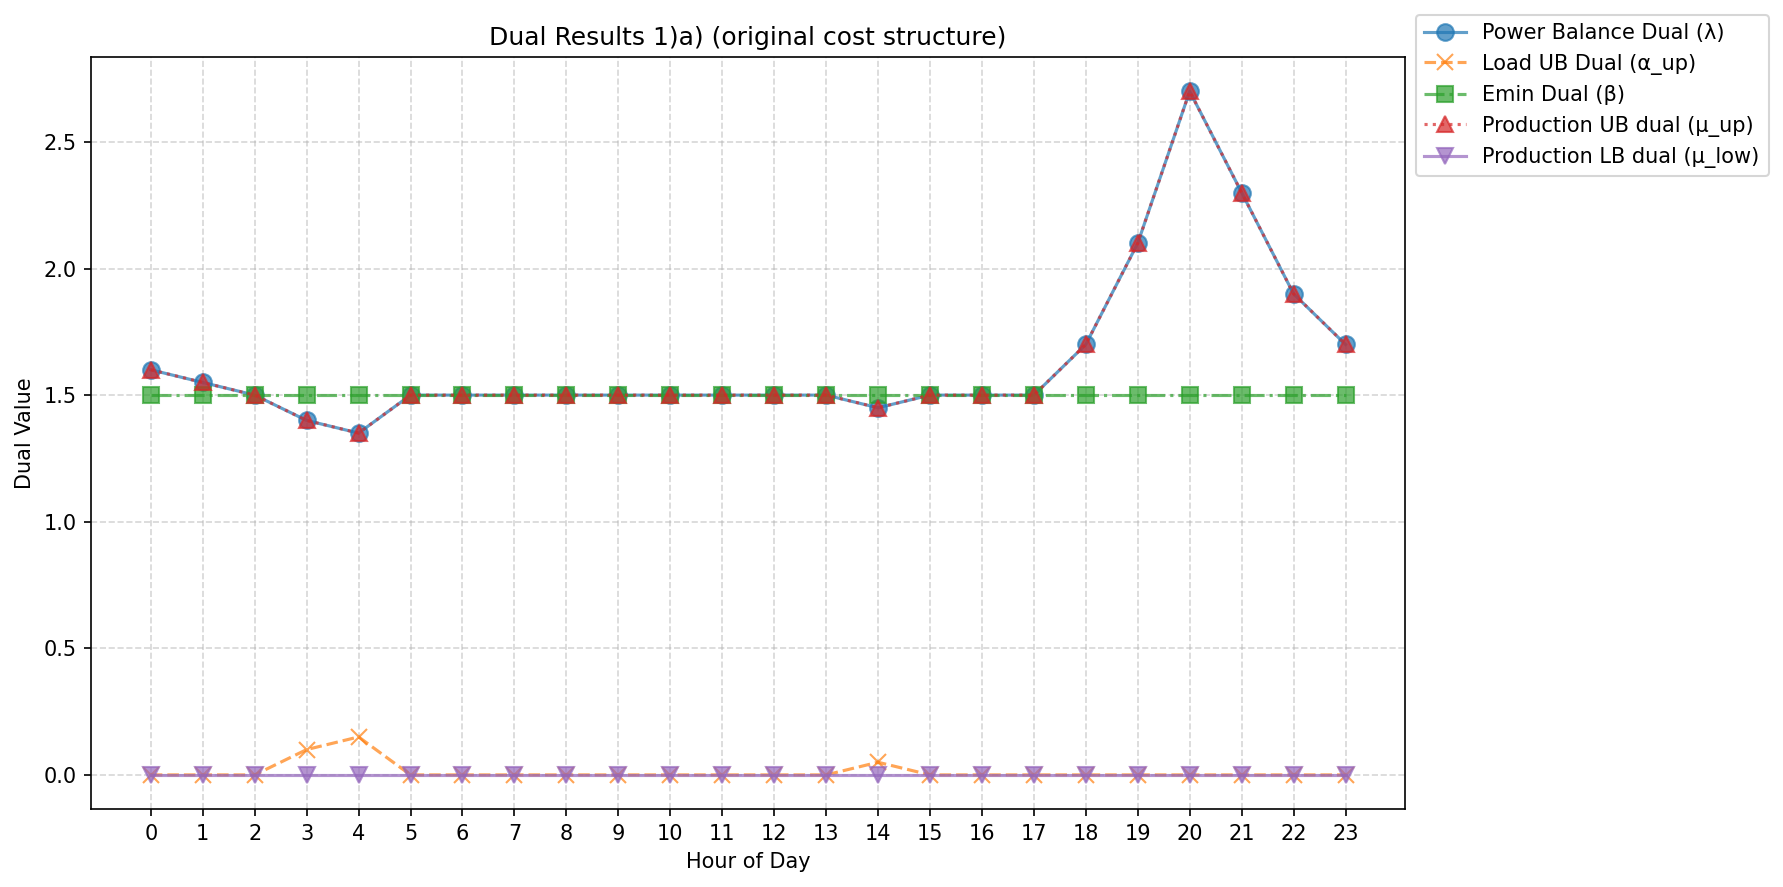 Dual Results 1)a) (original cost structure)
Power Balance Dual (λ)
Load UB Dual (α_up)
Emin Dual (β)
Production UB dual (μ_up)
Production LB dual (μ_low)
Dual Value
2.5
2.0
1.5
1.0
0.5
0.0
0 1 2 3 4 5 6 7 8 9 10 11 12 13 14 15 16 17 18 19 20 21 22 23
Hour of Day